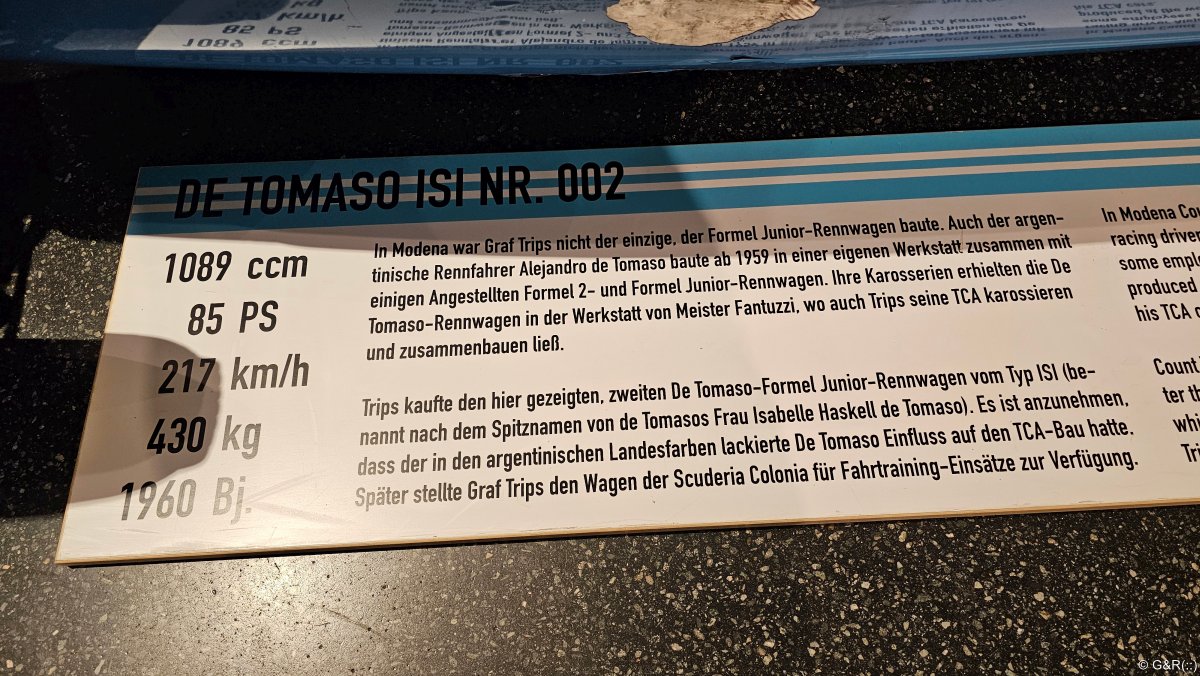 DE TOMASO ISI NR. 002
1089 ccm
85 PS
217 km/h
430 kg
1960 Bj.
In Modena war Graf Trips nicht der einzige, der Formel Junior-Rennwagen baute. Auch der argen-
tinische Rennfahrer Alejandro de Tomaso baute ab 1959 in einer eigenen Werkstatt zusammen mit
einigen Angestellten Formel 2- und Formel Junior-Rennwagen. Ihre Karosserien erhielten die De
Tomaso-Rennwagen in der Werkstatt von Meister Fantuzzi, wo auch Trips seine TCA karossieren
und zusammenbauen ließ.
Trips kaufte den hier gezeigten, zweiten De Tomaso-Formel Junior-Rennwagen vom Typ ISI (be-
nannt nach dem Spitznamen von de Tomasos Frau Isabelle Haskell de Tomaso). Es ist anzunehmen,
dass der in den argentinischen Landesfarben lackierte De Tomaso Einfluss auf den TCA-Bau hatte.
Später stellte Graf Trips den Wagen der Scuderia Colonia für Fahrtraining-Einsätze zur Verfügung.
In Modena
racing
some
produced
his TCA
Count
ter
© G&R(::)